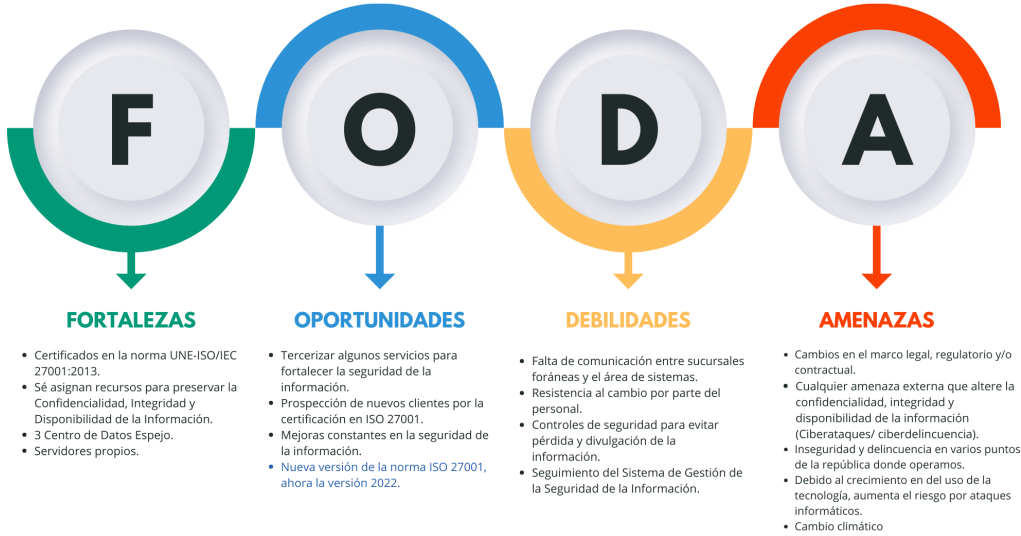 F
O
D
A
FORTALEZAS
• Certificados en la norma UNE-ISO/IEC
27001:2013.
• Sé asignan recursos para preservar la
Confidencialidad, Integridad y
Disponibilidad de la Información.
• 3 Centro de Datos Espejo.
• Servidores propios.
OPORTUNIDADES
• Tercerizar algunos servicios para
fortalecer la seguridad de la
información.
• Prospección de nuevos clientes por la
certificación en ISO 27001.
• Mejoras constantes en la seguridad de
la información.
• Nueva versión de la norma ISO 27001,
ahora la versión 2022.
DEBILIDADES
• Falta de comunicación entre sucursales
foráneas y el área de sistemas.
• Resistencia al cambio por parte del
personal.
• Controles de seguridad para evitar
pérdida y divulgación de la
información.
• Seguimiento del Sistema de Gestión de
la Seguridad de la Información.
AMENAZAS
• Cambios en el marco legal, regulatorio y/o
contractual.
• Cualquier amenaza externa que altere la
confidencialidad, integridad y
disponibilidad de la información
(Ciberataques/ ciberdelincuencia).
• Inseguridad y delincuencia en varios puntos
de la república donde operamos.
• Debido al crecimiento en del uso de la
tecnología, aumenta el riesgo por ataques
informáticos.
• Cambio climático